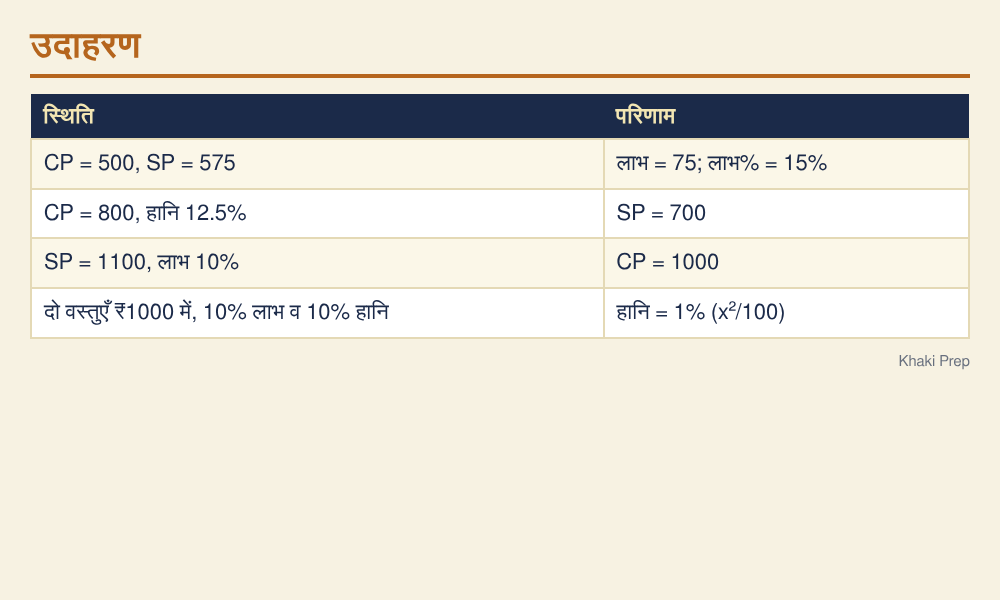 उदाहरण
स्थिति परिणाम
CP = 500, SP = 575 लाभ = 75; लाभ% = 15%
CP = 800, हानि 12.5% SP = 700
SP = 1100, लाभ 10% CP = 1000
दो वस्तुएँ ₹1000 में, 10% लाभ व 10% हानि हानि = 1% (x²/100)
Khaki Prep